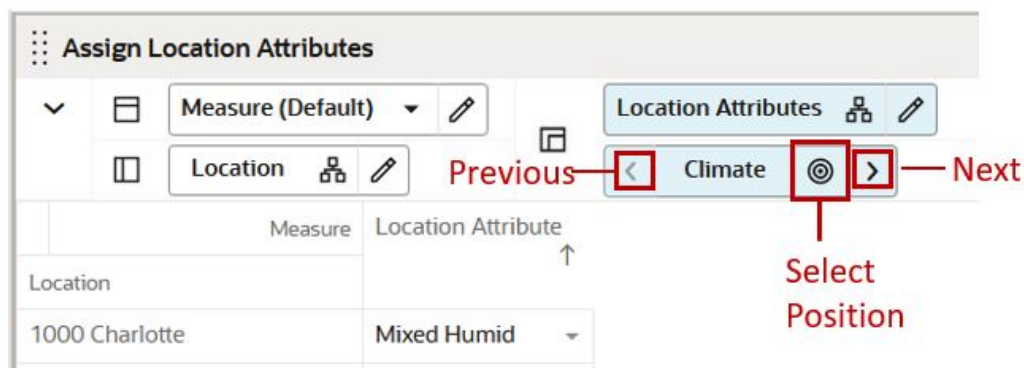 Assign Location Attributes
Measure (Default)
Location Attributes
Location
Previous
Climate
Next
Measure
Location Attribute
Location
Select
Position
1000 Charlotte
Mixed Humid